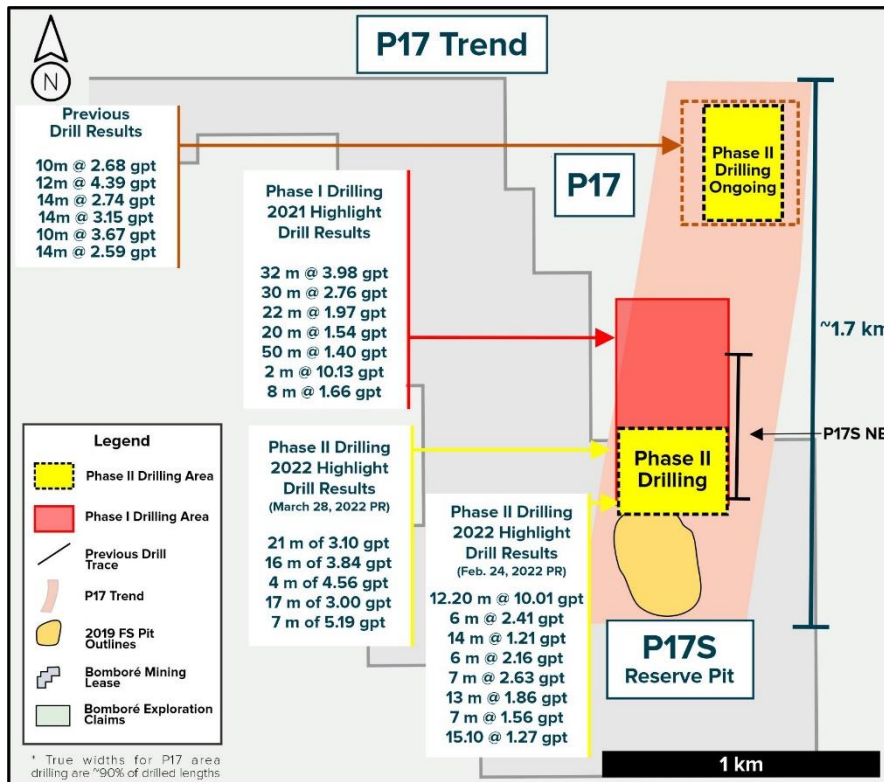 P17 Trend
N
Previous
Drill Results
10m @ 2.68 gpt
12m @ 4.39 gpt
14m @ 2.74 gpt
14m @ 3.15 gpt
10m @ 3.67 gpt
14m @ 2.59 gpt
Phase II
Drilling
Ongoing
P17
Phase I Drilling
2021 Highlight
Drill Results
32 m @ 3.98 gpt
30 m @ 2.76 gpt
22 m @ 1.97 gpt
20 m @ 1.54 gpt
50 m @ 1.40 gpt
2 m @ 10.13 gpt
8 m @ 1.66 gpt
~1.7 km
P17S NE
Phase II
Drilling
Phase II Drilling
2022 Highlight
Drill Results
(March 28, 2022 PR)
21 m of 3.10 gpt
16 m of 3.84 gpt
4 m of 4.56 gpt
17 m of 3.00 gpt
7 m of 5.19 gpt
Phase II Drilling
2022 Highlight
Drill Results
(Feb. 24, 2022 PR)
12.20 m @ 10.01 gpt
6 m @ 2.41 gpt
14 m @ 1.21 gpt
6 m @ 2.16 gpt
7 m @ 2.63 gpt
13 m @ 1.86 gpt
7 m @ 1.56 gpt
15.10 @ 1.27 gpt
P17S
Reserve Pit
1 km
Legend
Phase II Drilling Area
Phase I Drilling Area
Previous Drill
Trace
P17 Trend
2019 FS Pit
Outlines
Bomboré Mining
Lease
Bomboré Exploration
Claims
* True widths for P17 area
drilling are ~90% of drilled lengths